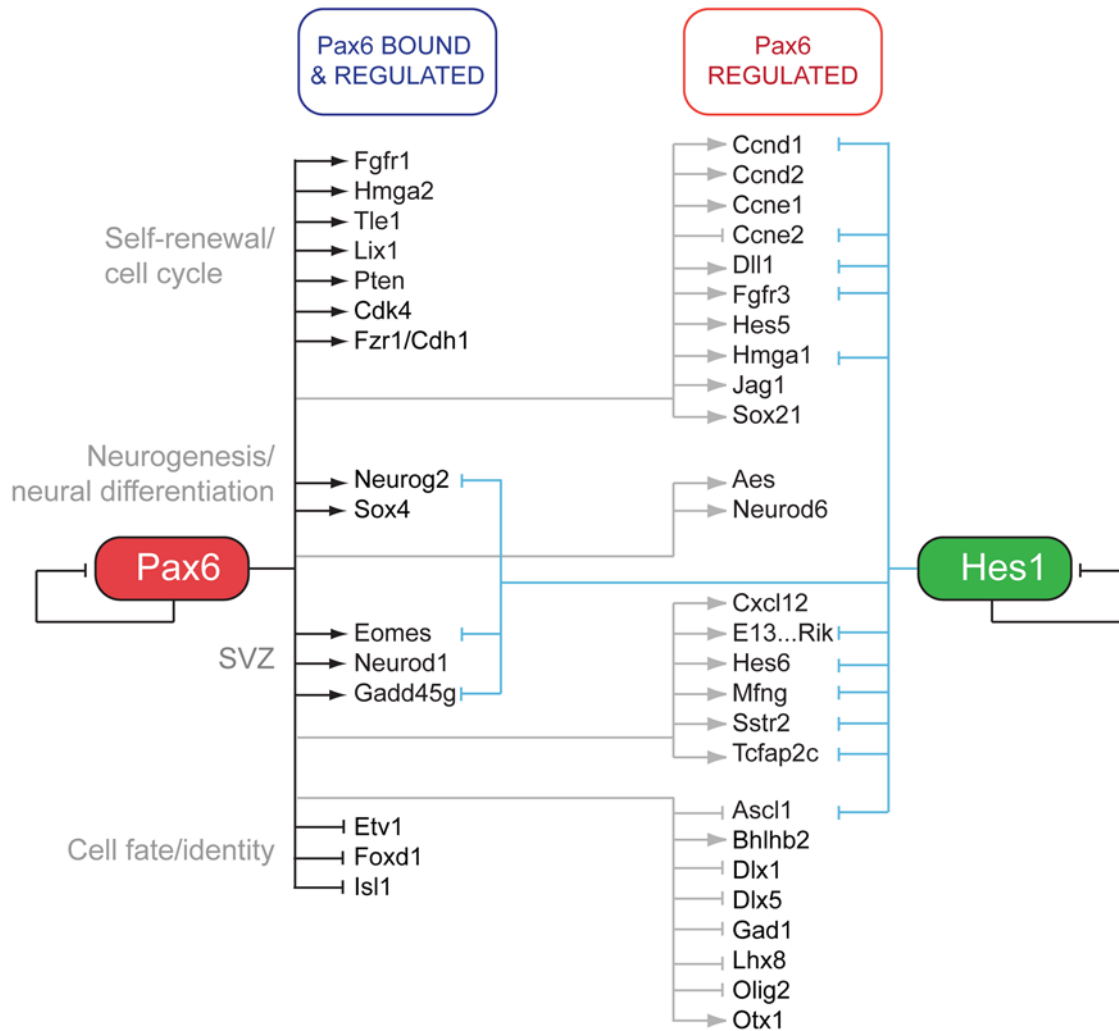 Pax6 BOUND
& REGULATED
Pax6
REGULATED
Self-renewal/
cell cycle
Fgfr1
Hmga2
Tle1
Lix1
Pten
Cdk4
Fzr1/Cdh1
Ccnd1
Ccnd2
Ccne1
Ccne2
Dll1
Fgfr3
Hes5
Hmga1
Jag1
Sox21
Neurogenesis/
neural differentiation
Neurog2
Sox4
Aes
Neurod6
Pax6
Hes1
SVZ
Eomes
Neurod1
Gadd45g
Cxcl12
E13...Rik
Hes6
Mfng
Sstr2
Tcfap2c
Cell fate/identity
Etv1
Foxd1
Isl1
Ascl1
Bhlhb2
Dlx1
Dlx5
Gad1
Lhx8
Olig2
Otx1